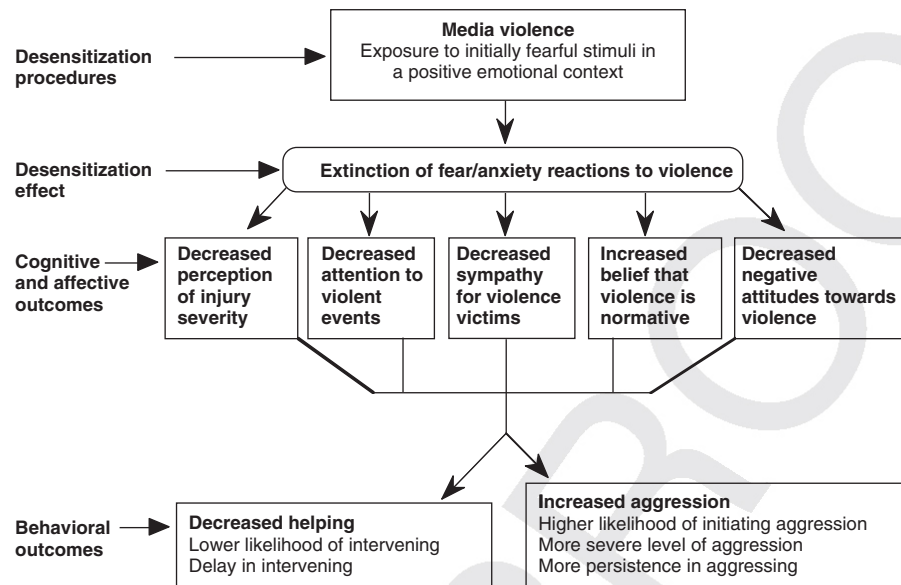 Media violence
Exposure to initially fearful stimuli in
a positive emotional context
Desensitization
procedures
Desensitization
effect
Extinction of fear/anxiety reactions to violence
Cognitive
and affective
outcomes
Decreased
perception
of injury
severity
Decreased
attention to
violent
events
Decreased
sympathy
for violence
victims
Increased
belief that
violence is
normative
Decreased
negative
attitudes towards
violence
Behavioral
outcomes
Decreased helping
Lower likelihood of intervening
Delay in intervening
Increased aggression
Higher likelihood of initiating aggression
More severe level of aggression
More persistence in aggressing
PROO